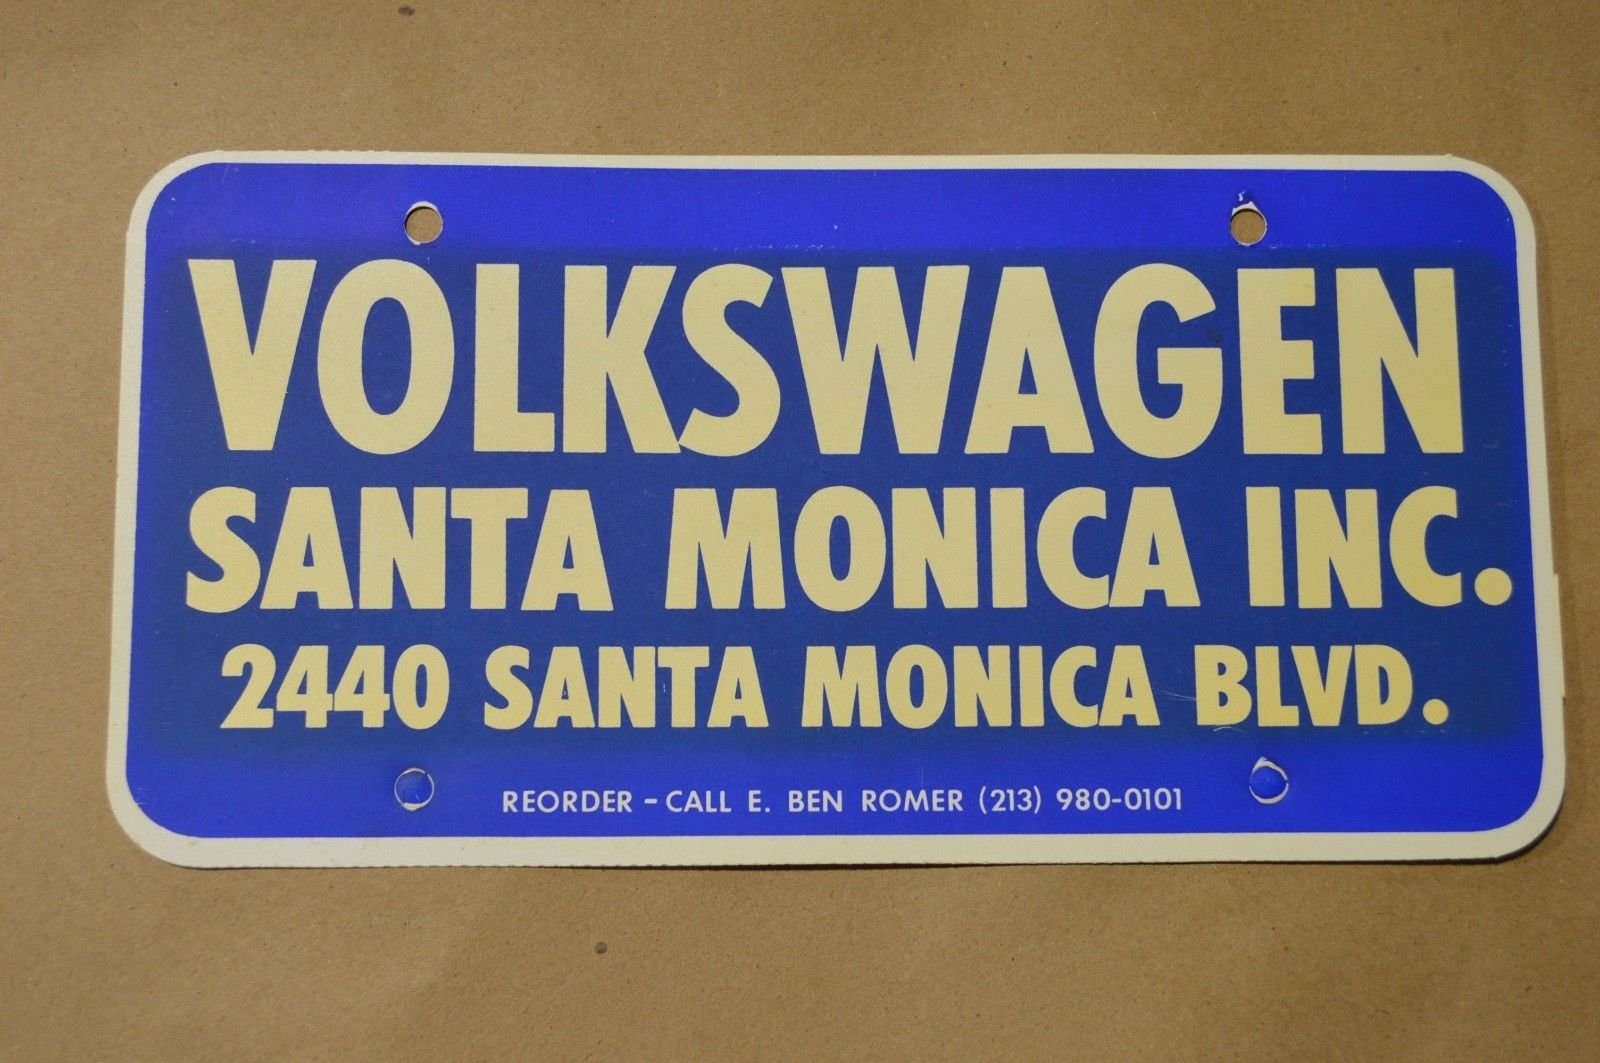 VOLKSWAGEN
SANTA MONICA INC.
2440 SANTA MONICA BLVD.
REORDER - CALL E. BEN ROMER (213) 980-0101